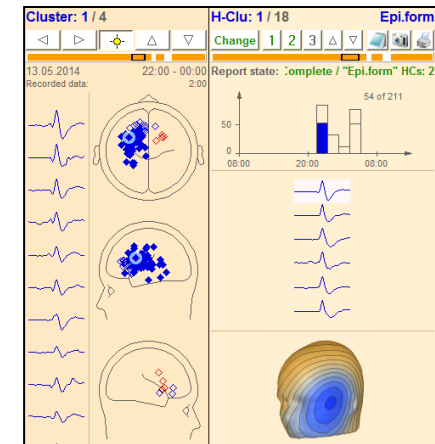 Cluster: 1 / 4
13.05.2014 22:00 - 00:00
Recorded data: 2:00
H-Clu: 1 / 18 Epi.form
Change 1 2 3
Report state: :omplete / "Epi.form" HCs: 2
54 of 211
50
0
08:00 20:00 08:00